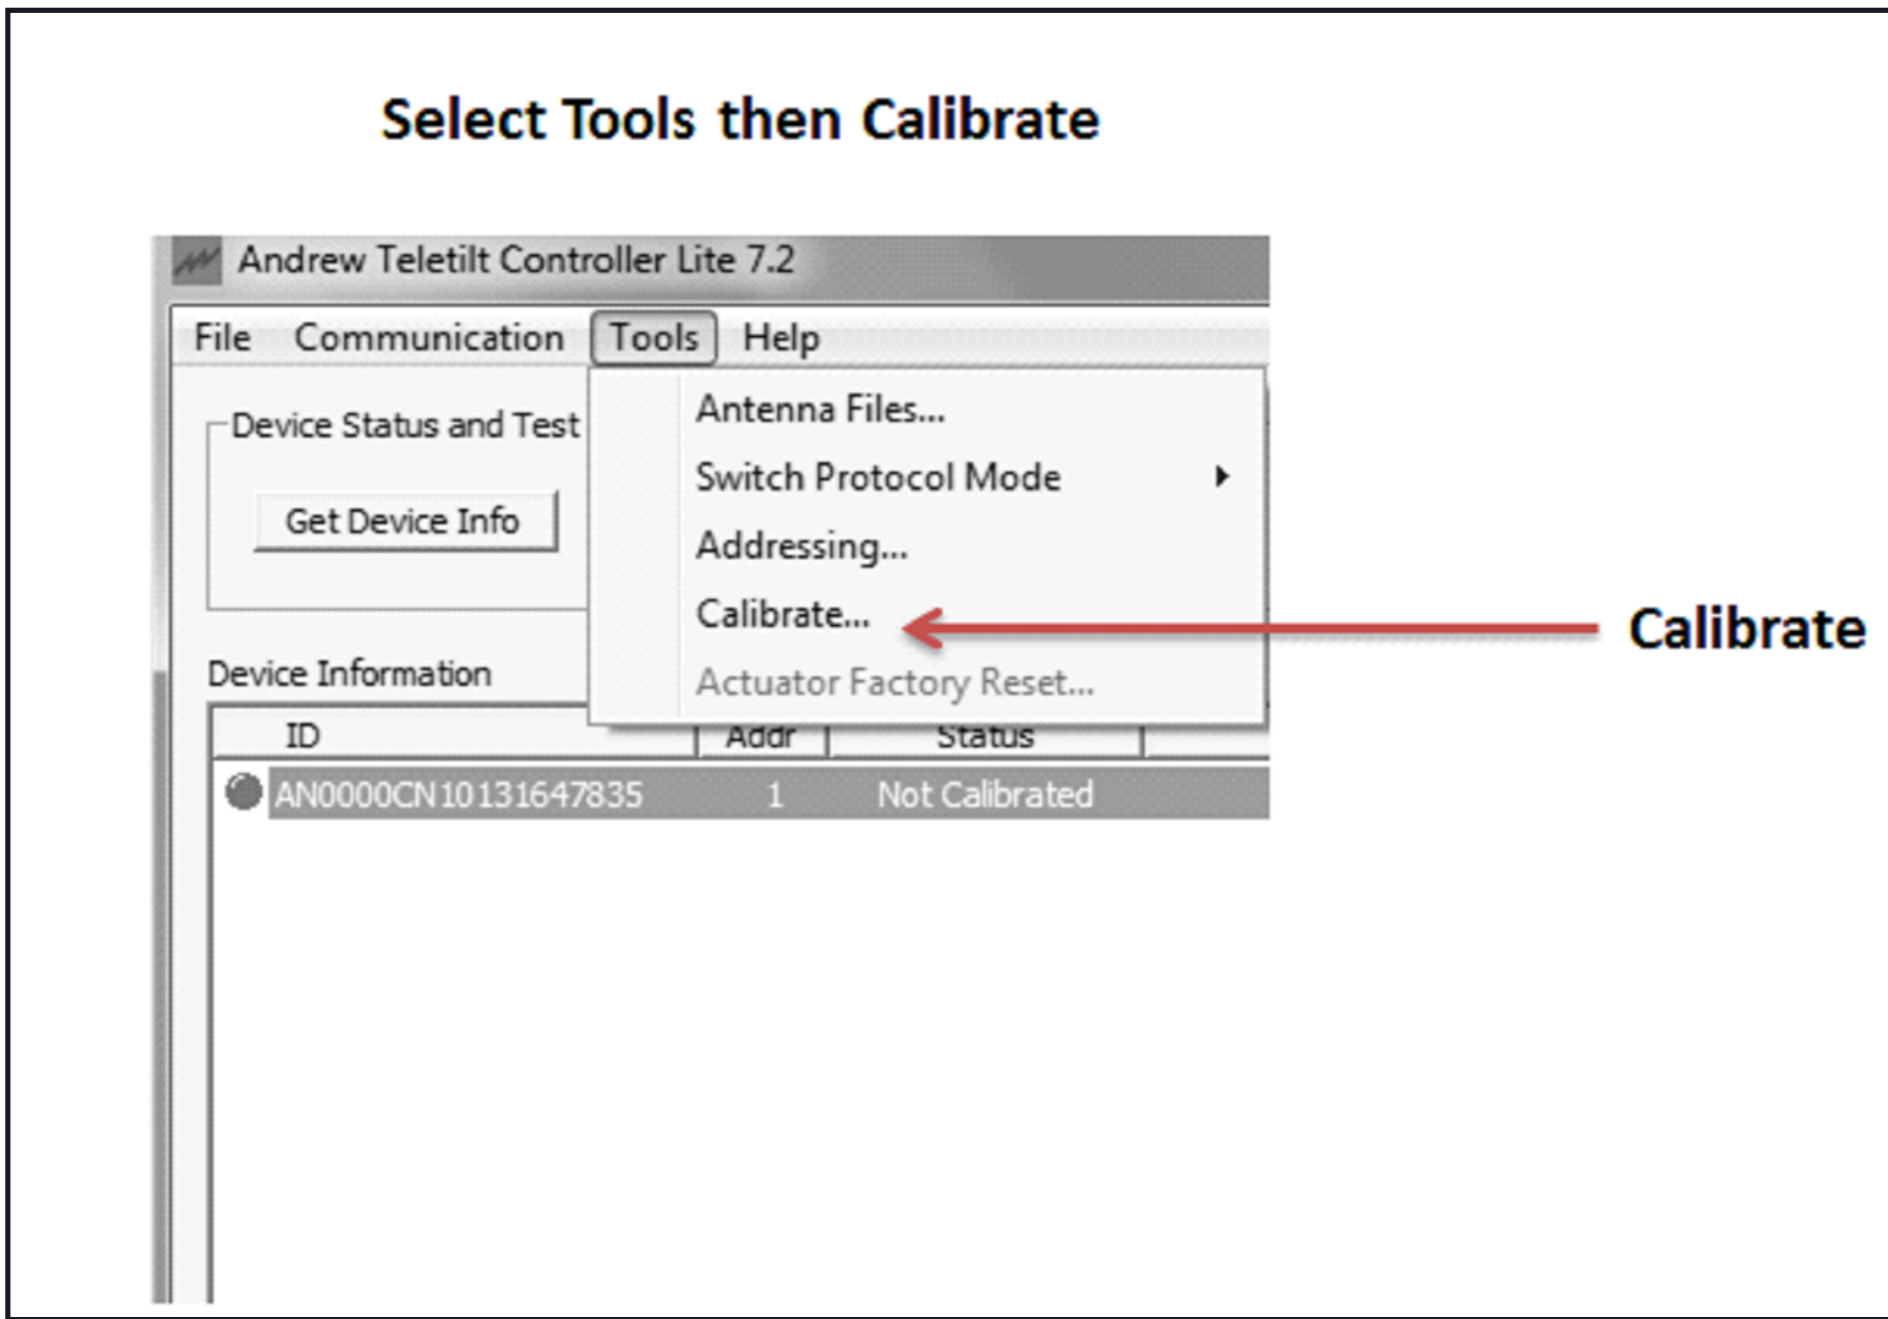 Select Tools then Calibrate
Andrew Teletilt Controller Lite 7.2
File Communication Tools Help
Antenna Files...
Device Status and Test
Switch Protocol Mode
Get Device Info
Addressing...
Calibrate...
Calibrate
Device Information
Actuator Factory Reset...
ID Addr Status
AN0000CN10131647835 1 Not Calibrated